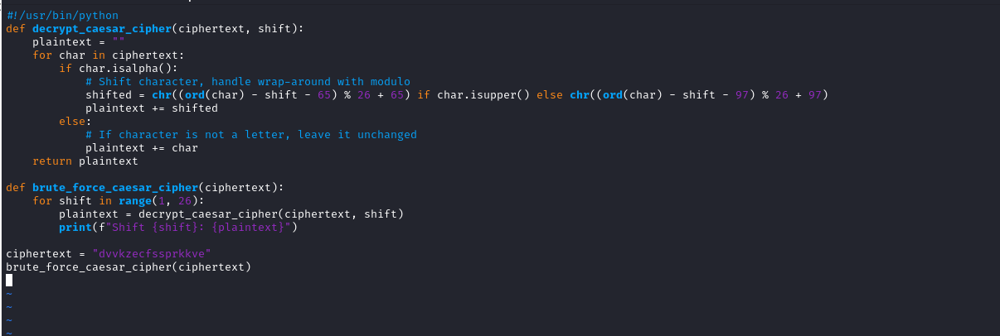 #!/usr/bin/python
def decrypt_caesar_cipher(ciphertext, shift):
    plaintext = ""
    for char in ciphertext:
        if char.isalpha():
            # Shift character, handle wrap-around with modulo
            shifted = chr((ord(char) - shift - 65) % 26 + 65) if char.isupper() else chr((ord(char) - shift - 97) % 26 + 97)
            plaintext += shifted
        else:
            # If character is not a letter, leave it unchanged
            plaintext += char
    return plaintext

def brute_force_caesar_cipher(ciphertext):
    for shift in range(1, 26):
        plaintext = decrypt_caesar_cipher(ciphertext, shift)
        print(f"Shift {shift}: {plaintext}")

ciphertext = "dvvkzecfssprkkve"
brute_force_caesar_cipher(ciphertext)

~
~
~
~